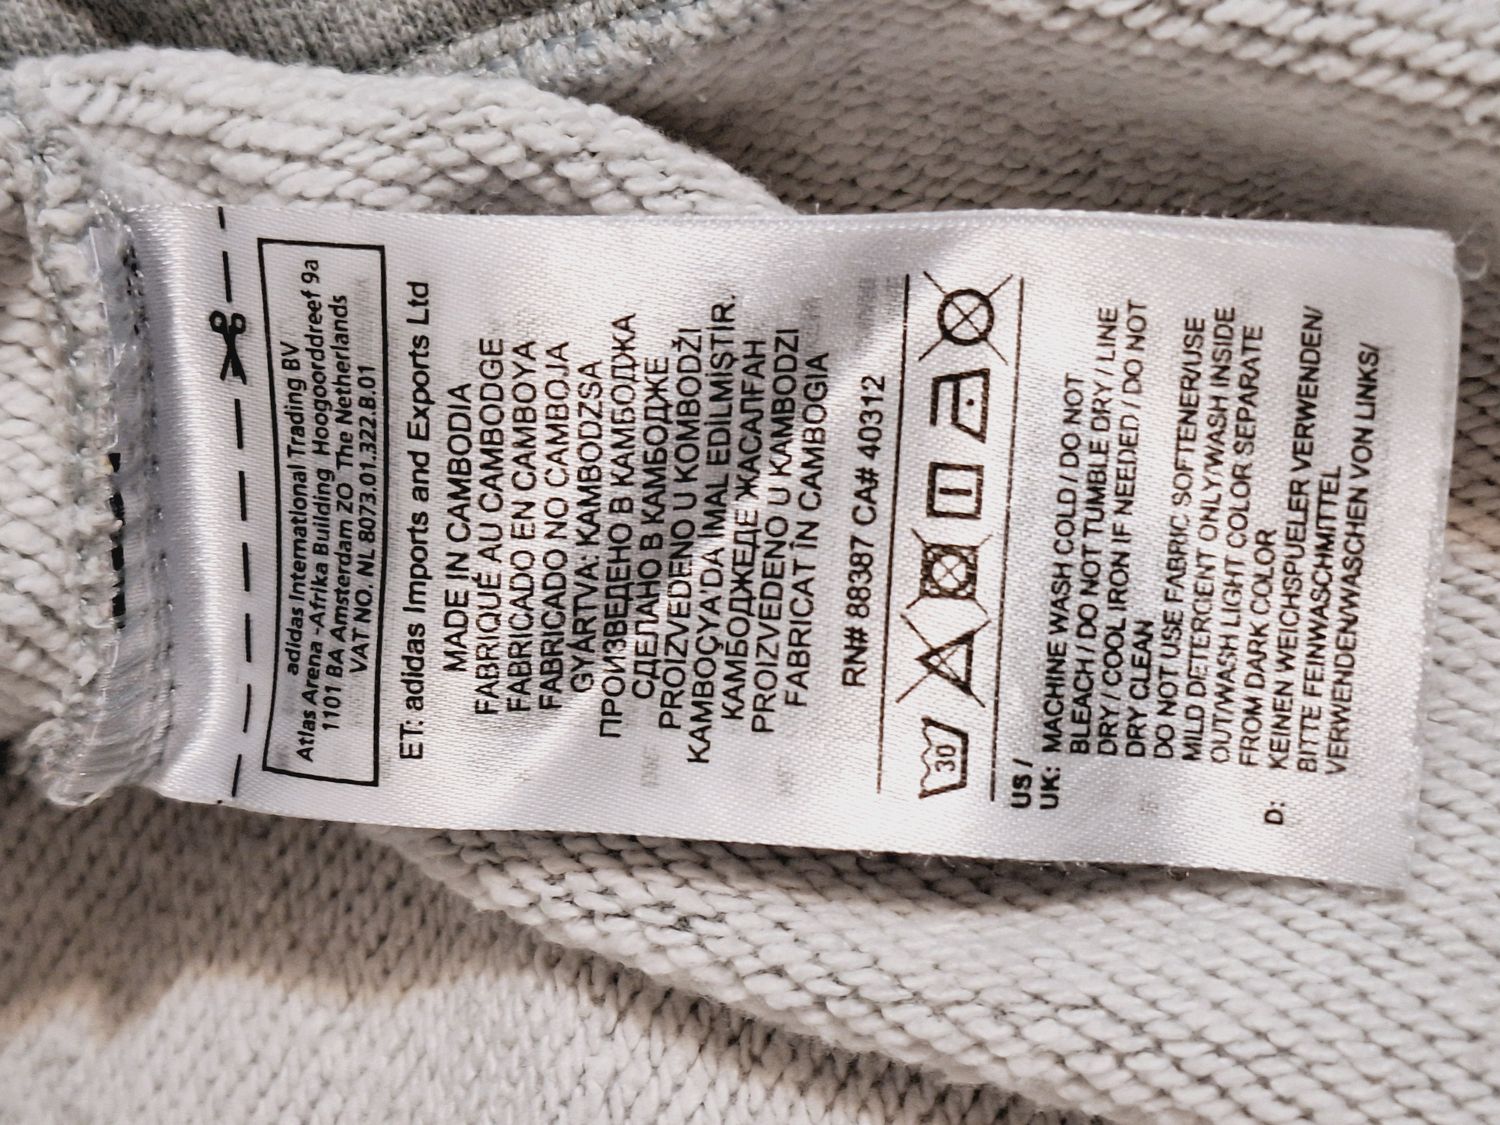 adidas International Trading BV
Atlas Arena -Afrika Building Hoogoorddreef 9a
1101 BA Amsterdam ZO The Netherlands
VAT NO. NL 8073.01.322.B.01
ET: adidas Imports and Exports Ltd
MADE IN CAMBODIA
FABRIQUÉ AU CAMBODGE
FABRICADO EN CAMBOYA
FABRICADO NO CAMBOJA
GYÁRTVA: KAMBODZSA
ПРОИЗВЕДЕНО В КАМБОДЖА
СДЕЛАНО В КАМБОДЖЕ
PROIZVEDENO U KOMBODŽI
KAMBOÇYA'DA İMAL EDİLMİŞTİR.
КАМБОДЖЕДЕ ЖАСАЛҒАН
PROIZVEDENO U KAMBODZI
FABRICAT ÎN CAMBOGIA
RN# 88387 CA# 40312
30
US /
UK: MACHINE WASH COLD / DO NOT
BLEACH / DO NOT TUMBLE DRY / LINE
DRY / COOL IRON IF NEEDED / DO NOT
DRY CLEAN
DO NOT USE FABRIC SOFTENER/USE
MILD DETERGENT ONLY/WASH INSIDE
OUT/WASH LIGHT COLOR SEPARATE
FROM DARK COLOR
D: KEINEN WEICHSPUELER VERWENDEN/
BITTE FEINWASCHMITTEL
VERWENDEN/WASCHEN VON LINKS/